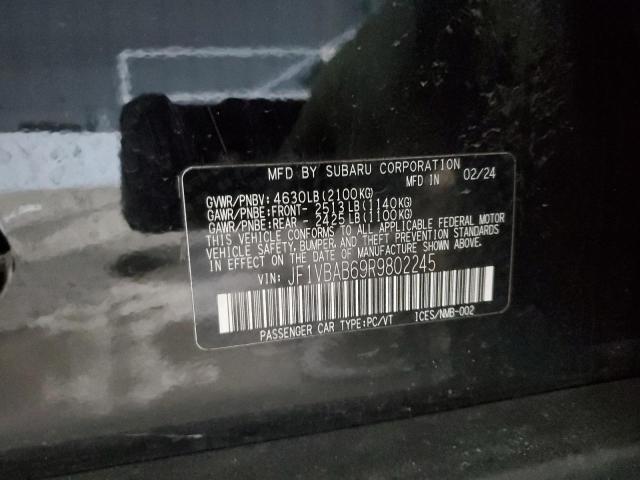 MFD BY SUBARU CORPORATION
MFD IN 02/24
GVWR/PNBV: 4630LB(2100KG)
GAWR/PNBE:FRONT- 2513LB(1140KG)
GAWR/PNBE:REAR - 2425LB(1100KG)
THIS VEHICLE CONFORMS TO ALL APPLICABLE FEDERAL MOTOR
VEHICLE SAFETY, BUMPER, AND THEFT PREVENTION STANDARDS
IN EFFECT ON THE DATE OF MANUFACTURE SHOWN ABOVE.
VIN: JF1VBAB69R9802245
PASSENGER CAR TYPE:PC/VT ICES/NMB-002